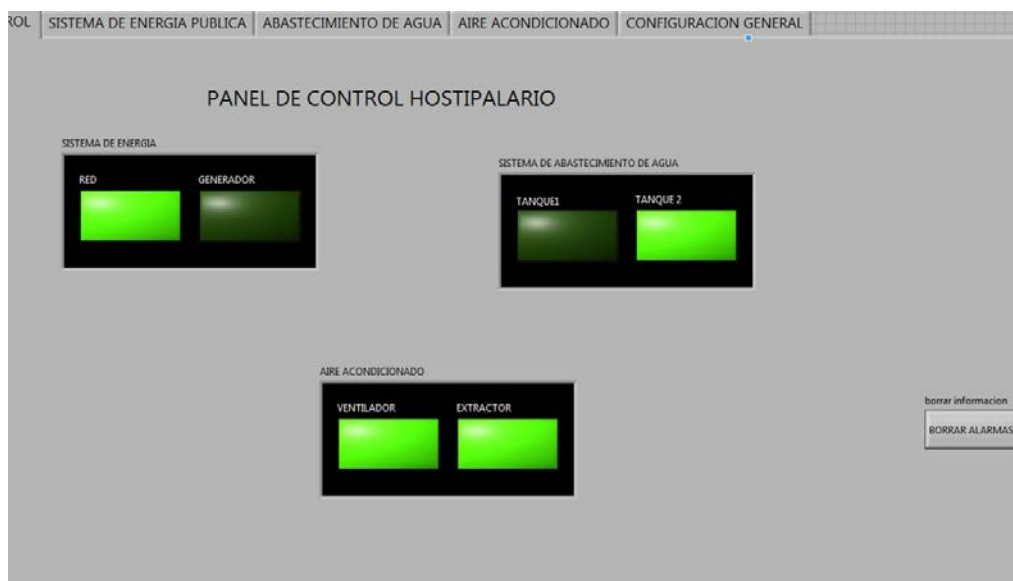 ROL SISTEMA DE ENERGIA PUBLICA ABASTECIMIENTO DE AGUA AIRE ACONDICIONADO CONFIGURACION GENERAL
PANEL DE CONTROL HOSTIPALARIO
SISTEMA DE ENERGIA
RED GENERADOR
SISTEMA DE ABASTECIMIENTO DE AGUA
TANQUE1 TANQUE 2
AIRE ACONDICIONADO
VENTILADOR EXTRACTOR
borrar informacion
BORRAR ALARMAS